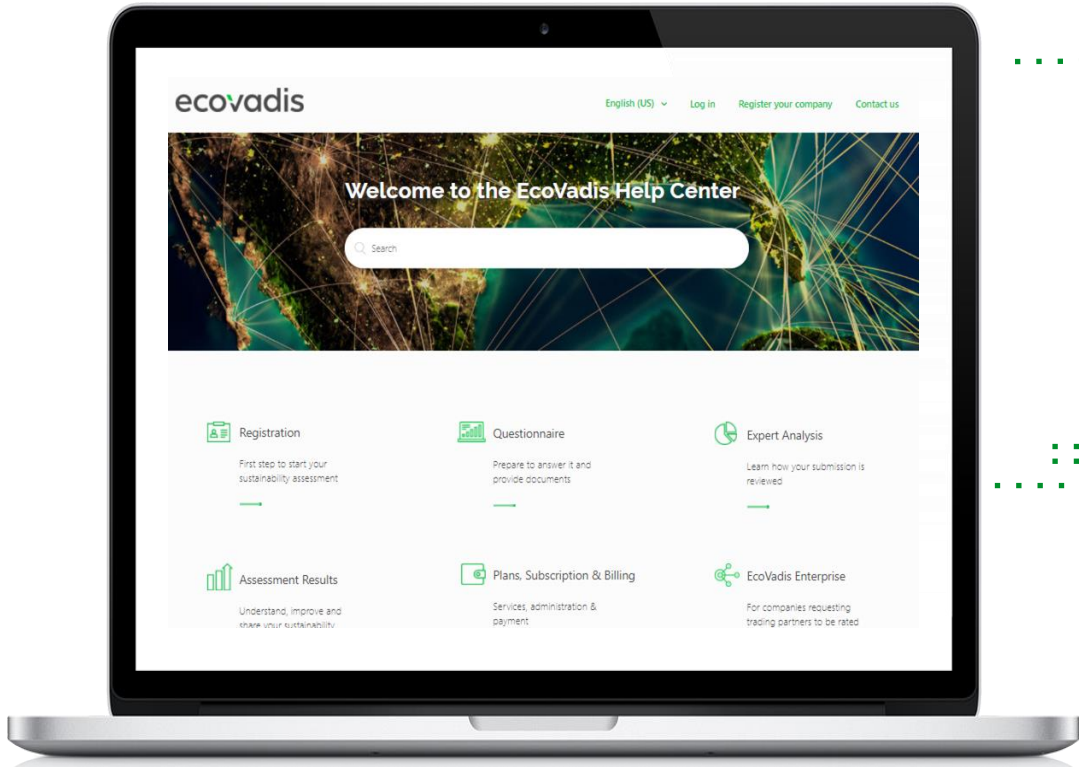 ecovadis
English (US) Log in Register your company Contact us
Welcome to the EcoVadis Help Center
Search
Registration
First step to start your
sustainability assessment
Questionnaire
Prepare to answer it and
provide documents
Expert Analysis
Learn how your submission is
reviewed
Assessment Results
Understand, improve and
share your sustainability
Plans, Subscription & Billing
Services, administration &
payment
EcoVadis Enterprise
For companies requesting
trading partners to be rated